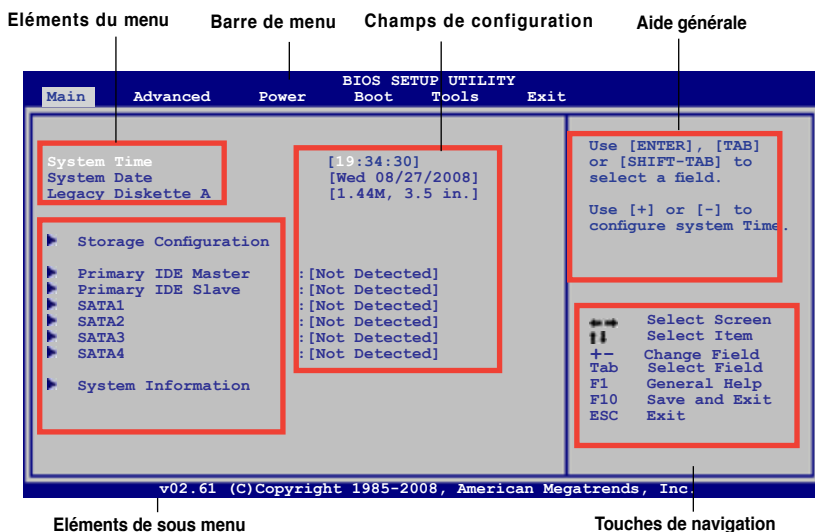 Eléments du menu Barre de menu Champs de configuration Aide générale
BIOS SETUP UTILITY
Main Advanced Power Boot Tools Exit
System Time [19:34:30]
System Date [Wed 08/27/2008]
Legacy Diskette A [1.44M, 3.5 in.]
Storage Configuration
Primary IDE Master :[Not Detected]
Primary IDE Slave :[Not Detected]
SATA1 :[Not Detected]
SATA2 :[Not Detected]
SATA3 :[Not Detected]
SATA4 :[Not Detected]
System Information
Use [ENTER], [TAB]
or [SHIFT-TAB] to
select a field.
Use [+] or [-] to
configure system Time.
Select Screen
Select Item
+- Change Field
Tab Select Field
F1 General Help
F10 Save and Exit
ESC Exit
v02.61 (C)Copyright 1985-2008, American Megatrends, Inc.
Eléments de sous menu Touches de navigation